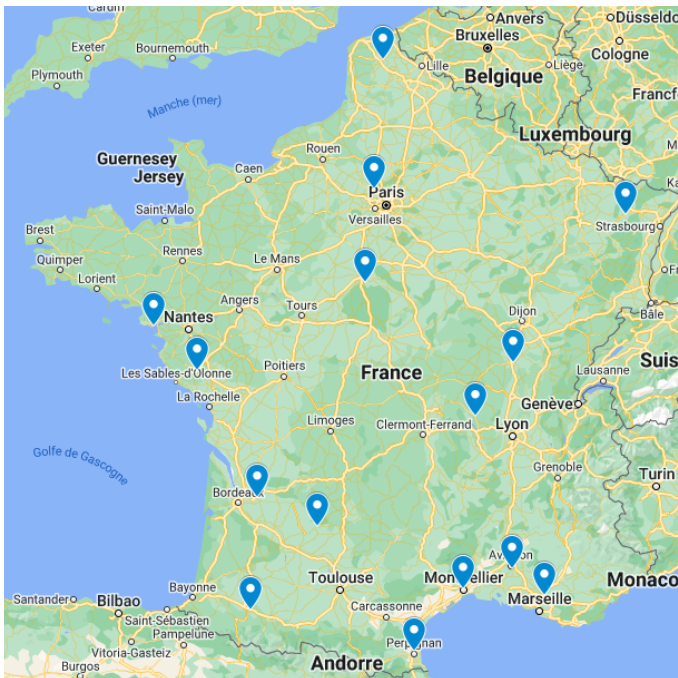 Cardiff
Anvers
Düsseldo
Exeter
Bournemouth
Bruxelles
Cologne
Plymouth
Lille
Liège
Belgique
Francf
Manche (mer)
Luxembourg
Guernesey
Jersey
Rouen
Caen
Paris
Versailles
Saint-Malo
Strasbourg
Brest
Rennes
Le Mans
Quimper
Lorient
Angers
Tours
Dijon
Bâle
Nantes
Les Sables-d'Olonne
Poitiers
France
Lausanne
Suis
La Rochelle
Genève
Limoges
Clermont-Ferrand
Lyon
Golfe de Gascogne
Grenoble
Turin
Bordeaux
Avignon
Bayonne
Toulouse
Montpellier
Monaco
Santander
Bilbao
Marseille
Saint-Sébastien
Carcassonne
Pampelune
Vitoria-Gasteiz
Perpignan
Burgos
Andorre